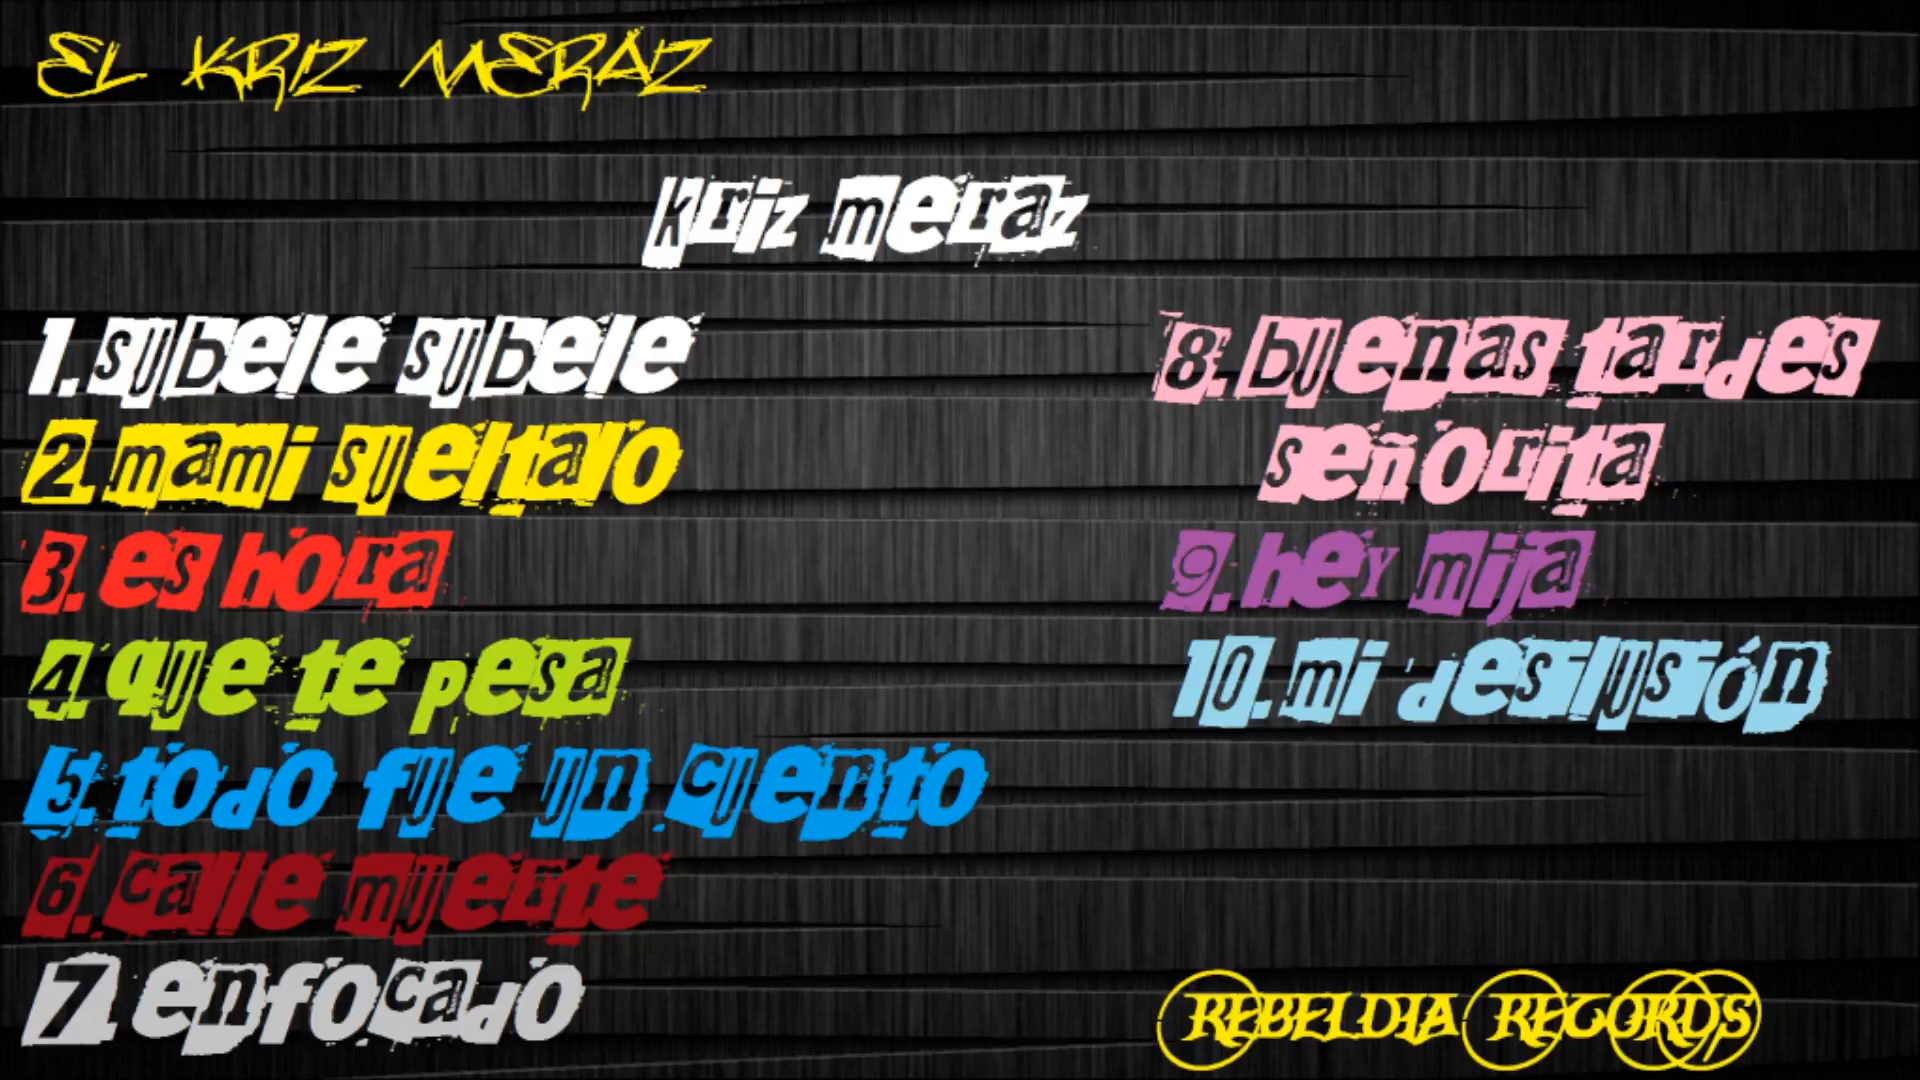 EL KRIZ MERAZ
kriz meraz
1.subele subele
2.mami sueltalo
3. es hora
4.que te pesa
5.todo fue un cuento
6.calle muerte
7.enfocado
8.buenas tardes
señorita
9.hey mija
10.mi desilusión
REBELDIA RECORDS